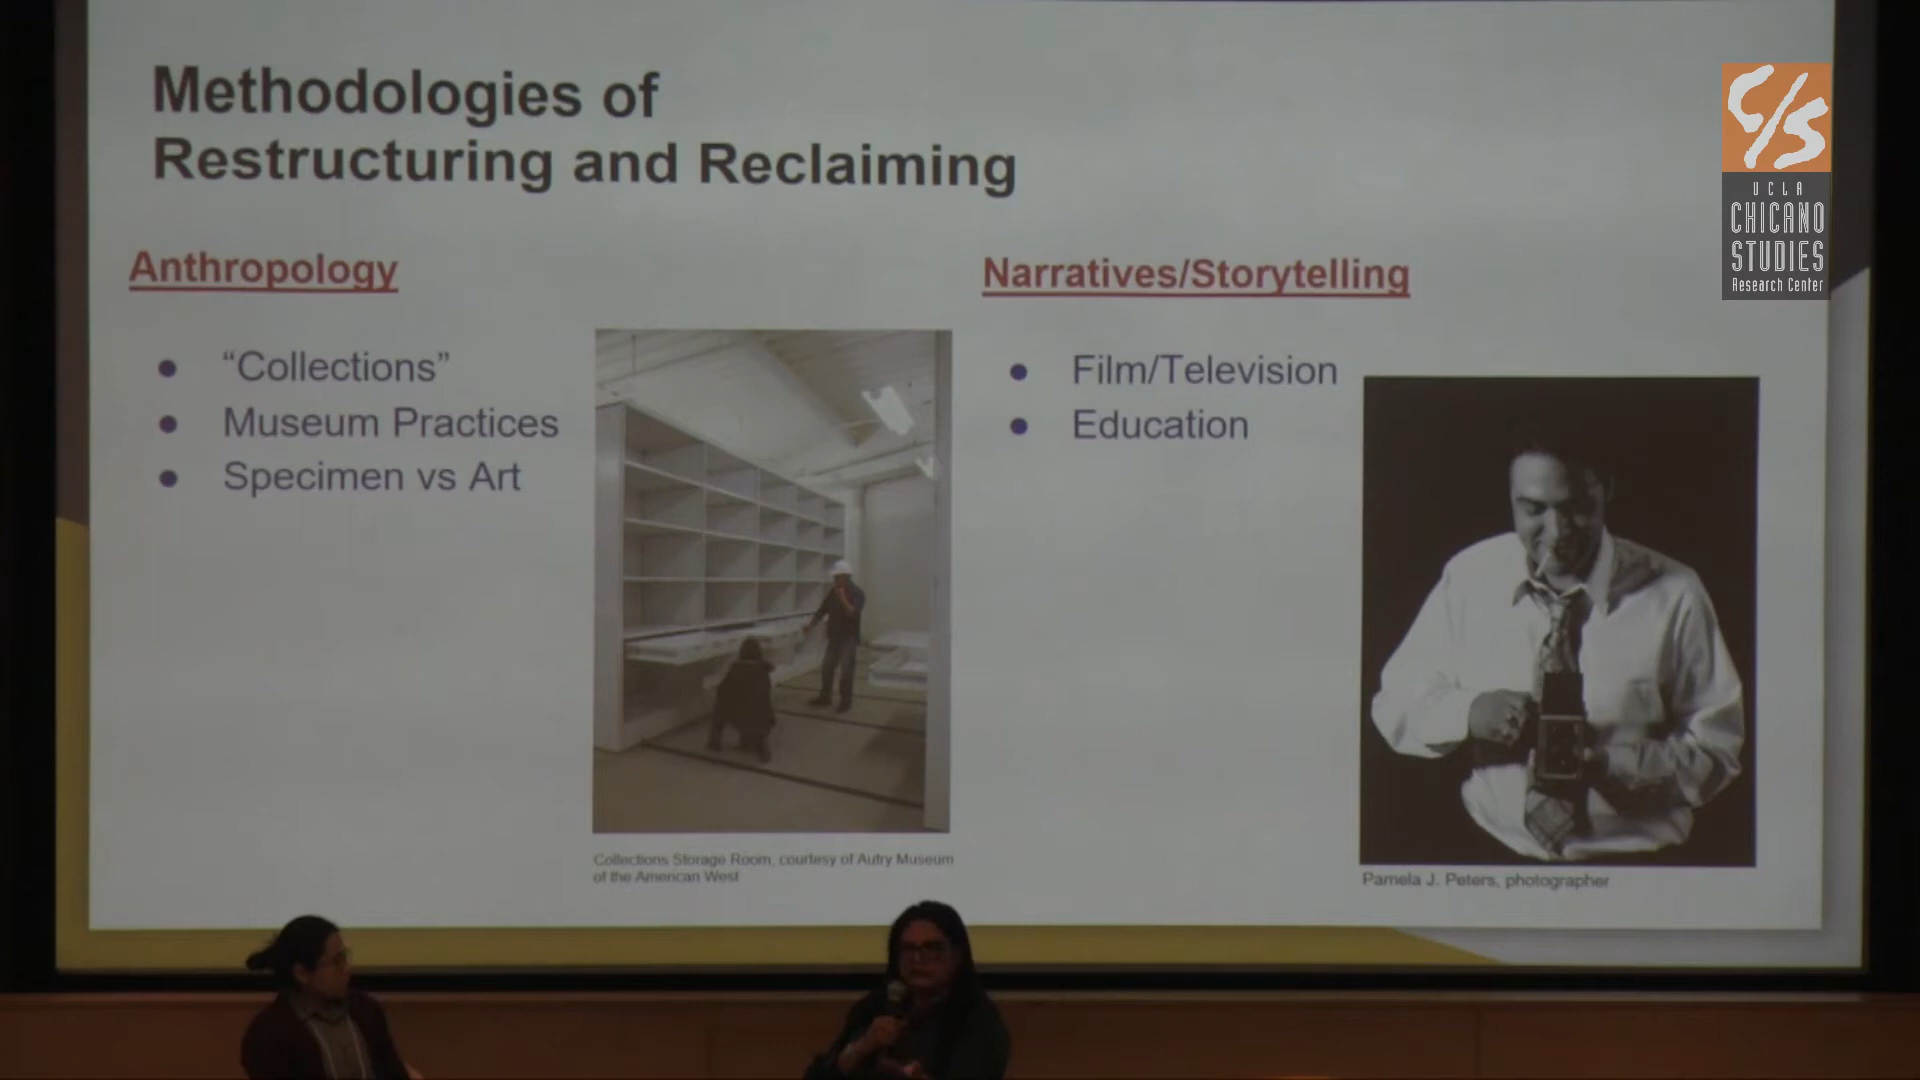 Methodologies of
Restructuring and Reclaiming
Anthropology
● “Collections”
● Museum Practices
● Specimen vs Art
Collections Storage Room, courtesy of Autry Museum
of the American West
Narratives/Storytelling
● Film/Television
● Education
Pamela J. Peters, photographer
C/S
UCLA
CHICANO
STUDIES
Research Center